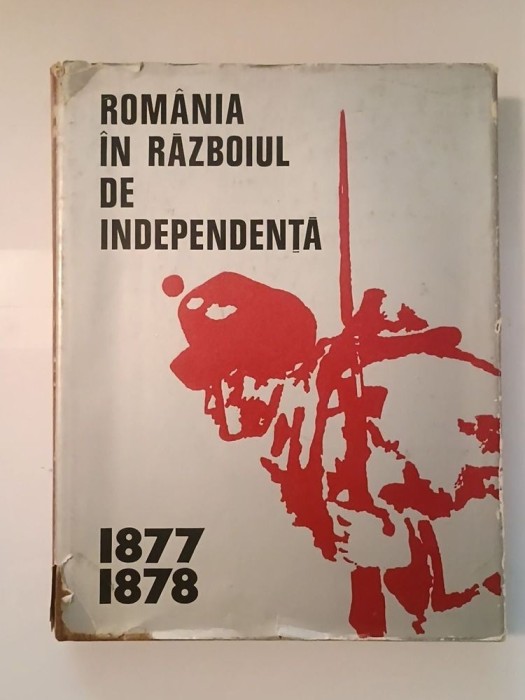 ROMÂNIA
ÎN RĂZBOIUL
DE
INDEPENDENȚĂ
1877
1878